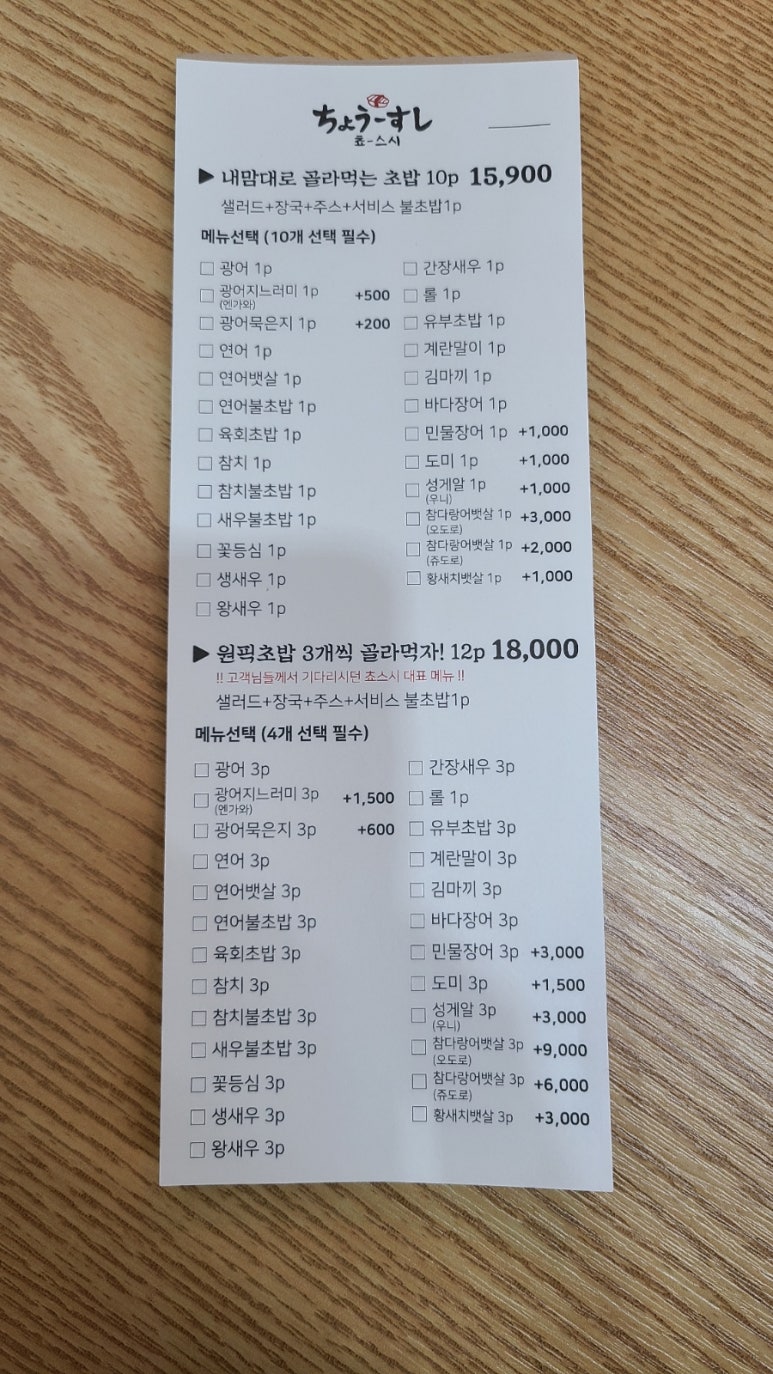 ちょうーすし
쵸-스시
▶ 내맘대로 골라먹는 초밥 10p 15,900
샐러드+장국+주스+서비스 불초밥1p
메뉴선택 (10개 선택 필수)
□ 광어 1p
□ 광어지느러미 1p +500
(엔가와)
□ 광어묵은지 1p +200
□ 연어 1p
□ 연어뱃살 1p
□ 연어불초밥 1p
□ 육회초밥 1p
□ 참치 1p
□ 참치불초밥 1p
□ 새우불초밥 1p
□ 꽃등심 1p
□ 생새우 1p
□ 왕새우 1p
□ 간장새우 1p
□ 롤 1p
□ 유부초밥 1p
□ 계란말이 1p
□ 김마끼 1p
□ 바다장어 1p
□ 민물장어 1p +1,000
□ 도미 1p +1,000
□ 성게알 1p +1,000
(우니)
□ 참다랑어뱃살 1p +3,000
(오도로)
□ 참다랑어뱃살 1p +2,000
(쥬도로)
□ 황새치뱃살 1p +1,000
▶ 원픽초밥 3개씩 골라먹자! 12p 18,000
!! 고객님들께서 기다리시던 쵸스시 대표 메뉴 !!
샐러드+장국+주스+서비스 불초밥1p
메뉴선택 (4개 선택 필수)
□ 광어 3p
□ 광어지느러미 3p +1,500
(엔가와)
□ 광어묵은지 3p +600
□ 연어 3p
□ 연어뱃살 3p
□ 연어불초밥 3p
□ 육회초밥 3p
□ 참치 3p
□ 참치불초밥 3p
□ 새우불초밥 3p
□ 꽃등심 3p
□ 생새우 3p
□ 왕새우 3p
□ 간장새우 3p
□ 롤 1p
□ 유부초밥 3p
□ 계란말이 3p
□ 김마끼 3p
□ 바다장어 3p
□ 민물장어 3p +3,000
□ 도미 3p +1,500
□ 성게알 3p +3,000
(우니)
□ 참다랑어뱃살 3p +9,000
(오도로)
□ 참다랑어뱃살 3p +6,000
(쥬도로)
□ 황새치뱃살 3p +3,000